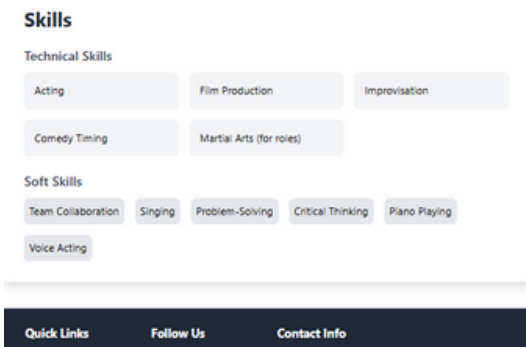 Skills
Technical Skills
Acting Film Production Improvisation
Comedy Timing Martial Arts (for roles)
Soft Skills
Team Collaboration Singing Problem-Solving Critical Thinking Piano Playing
Voice Acting
Quick Links Follow Us Contact Info